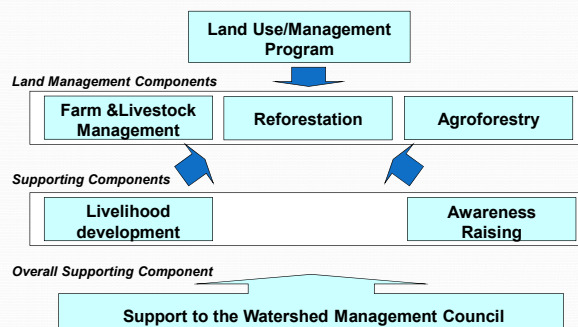 Land Use/Management
Program
Land Management Components
Farm &Livestock
Management
Reforestation
Agroforestry
Supporting Components
Livelihood
development
Awareness
Raising
Overall Supporting Component
Support to the Watershed Management Council